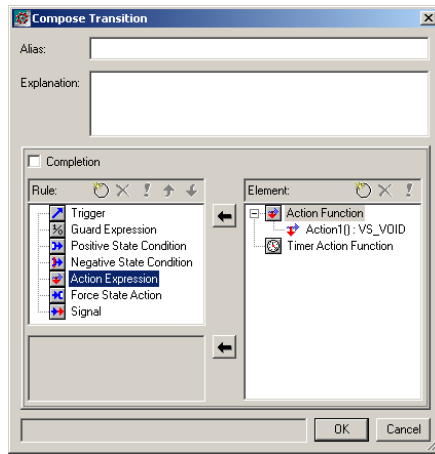 Compose Transition
Alias:
Explanation:
Completion
Rule:
Trigger
Guard Expression
Positive State Condition
Negative State Condition
Action Expression
Force State Action
Signal
Element:
Action Function
Action1() : VS_VOID
Timer Action Function
OK
Cancel